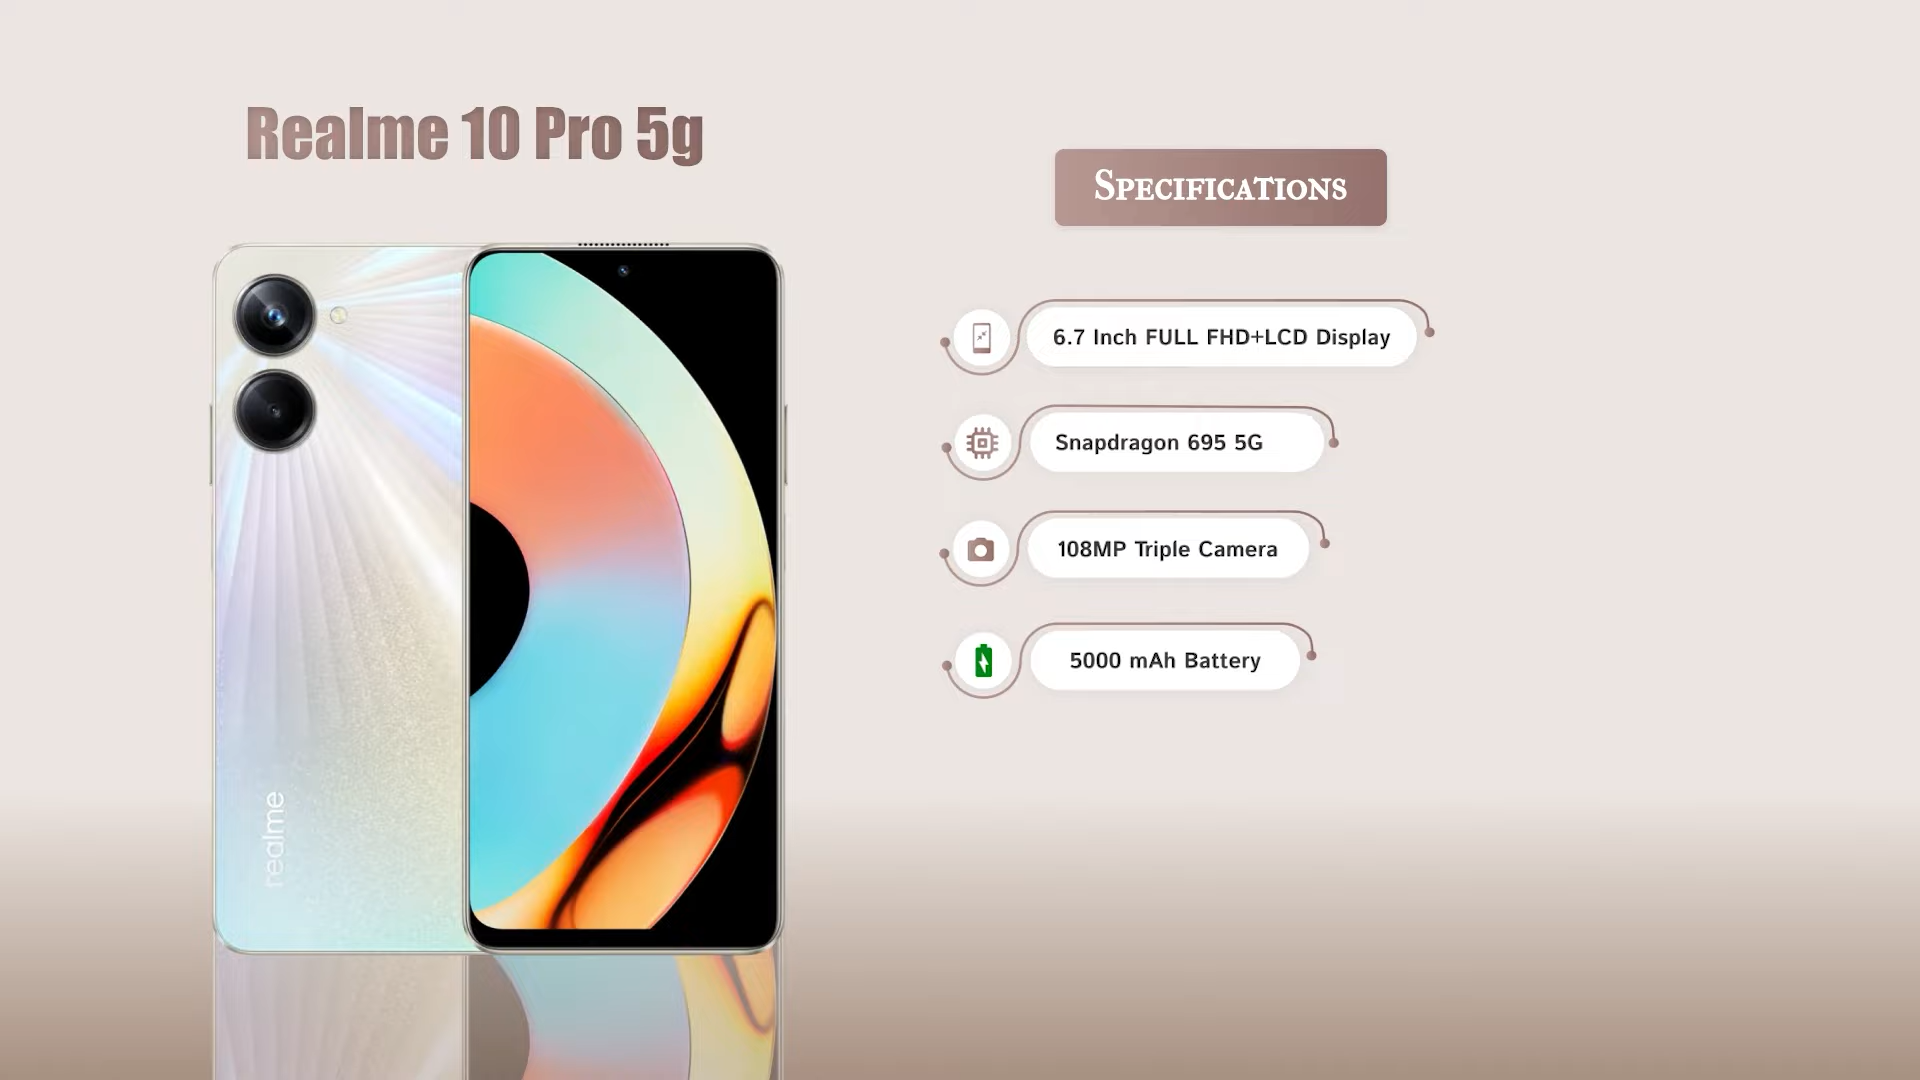 Realme 10 Pro 5g
Specifications
6.7 Inch FULL FHD+LCD Display
Snapdragon 695 5G
108MP Triple Camera
5000 mAh Battery
realme